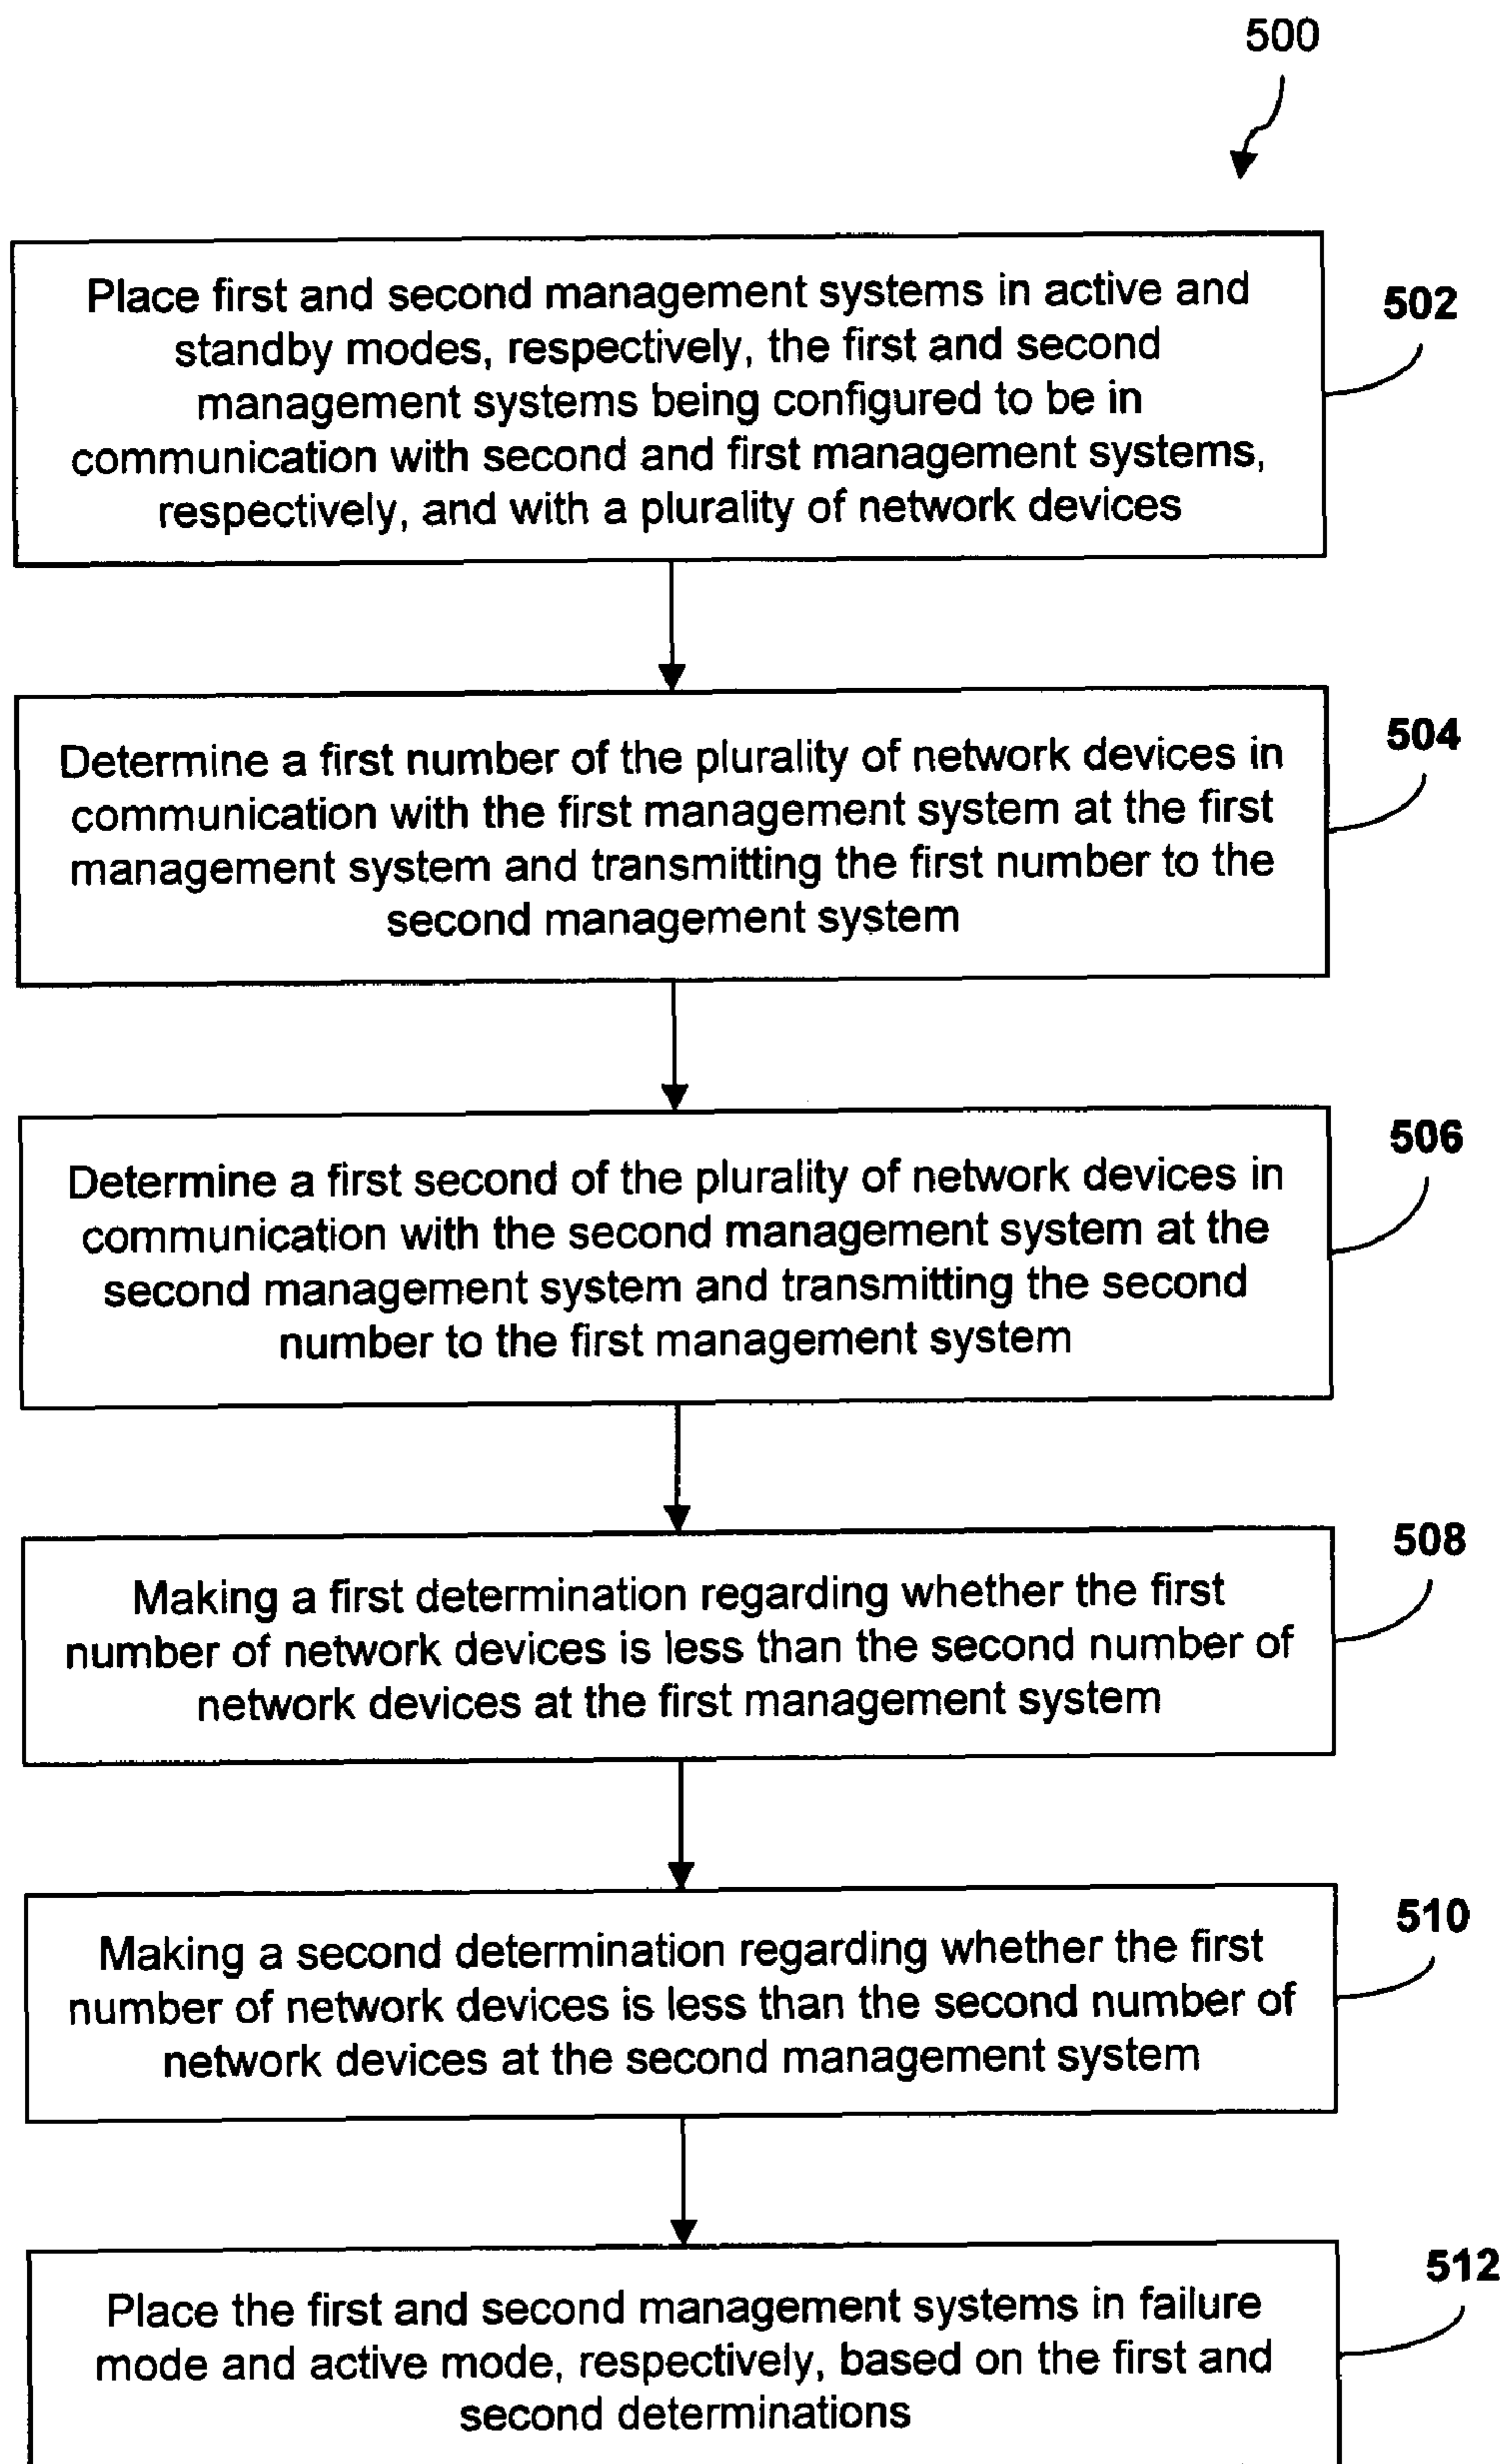 500
Place first and second management systems in active and
standby modes, respectively, the first and second
management systems being configured to be in
communication with second and first management systems,
respectively, and with a plurality of network devices
502
Determine a first number of the plurality of network devices in
communication with the first management system at the first
management system and transmitting the first number to the
second management system
504
Determine a first second of the plurality of network devices in
communication with the second management system at the
second management system and transmitting the second
number to the first management system
506
Making a first determination regarding whether the first
number of network devices is less than the second number of
network devices at the first management system
508
Making a second determination regarding whether the first
number of network devices is less than the second number of
network devices at the second management system
510
Place the first and second management systems in failure
mode and active mode, respectively, based on the first and
second determinations
512